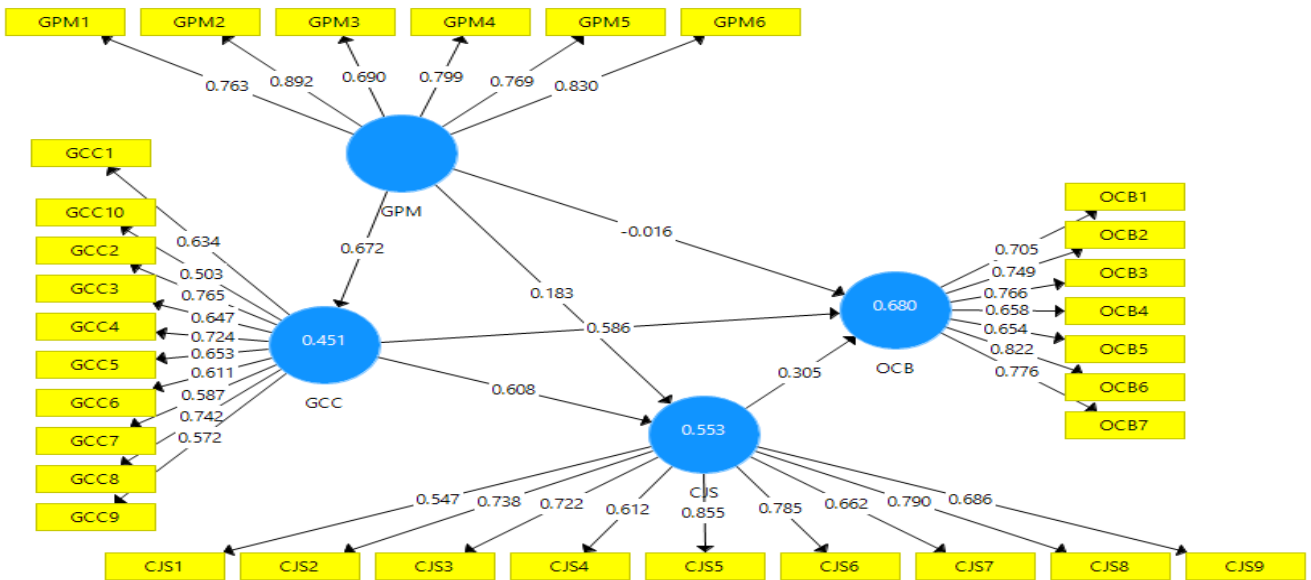 GPM1 GPM2 GPM3 GPM4 GPM5 GPM6
0.763 0.892 0.690 0.799 0.769 0.830
GPM
GCC1
GCC10
GCC2
GCC3
GCC4
GCC5
GCC6
GCC7
GCC8
GCC9
0.634
0.503
0.765
0.647
0.724
0.653
0.611
0.587
0.742
0.572
0.451
GCC
0.672
0.183
-0.016
0.586
0.608
0.305
0.680
OCB
0.705
0.749
0.766
0.658
0.654
0.822
0.776
OCB1
OCB2
OCB3
OCB4
OCB5
OCB6
OCB7
0.553
CJS
0.547 0.738 0.722 0.612 0.855 0.785 0.662 0.790 0.686
CJS1 CJS2 CJS3 CJS4 CJS5 CJS6 CJS7 CJS8 CJS9